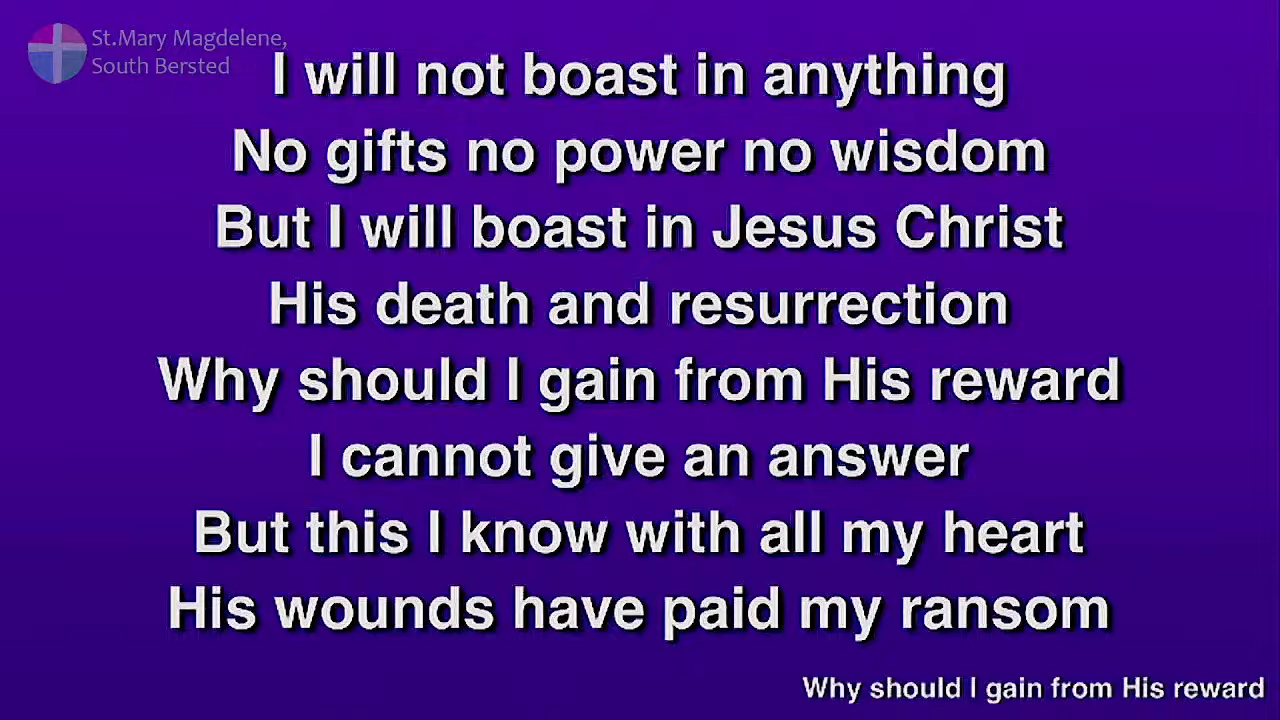 St.Mary Magdelene,
South Bersted
I will not boast in anything
No gifts no power no wisdom
But I will boast in Jesus Christ
His death and resurrection
Why should I gain from His reward
I cannot give an answer
But this I know with all my heart
His wounds have paid my ransom
Why should I gain from His reward